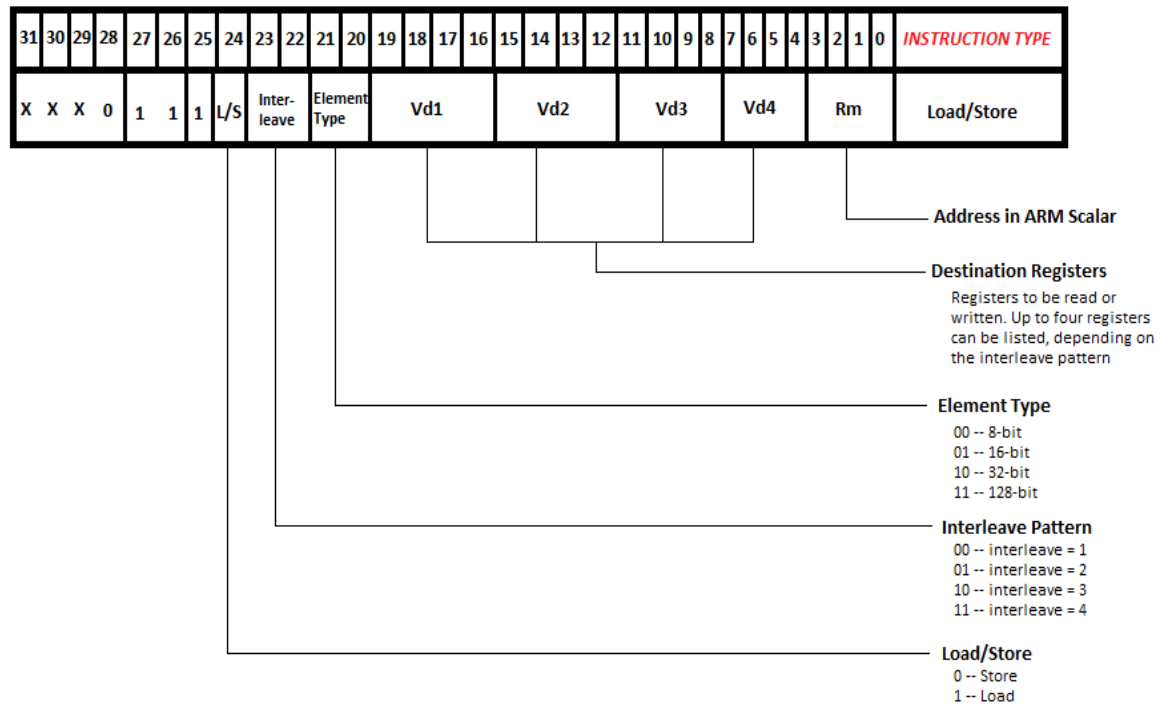 31 30 29 28 27 26 25 24 23 22 21 20 19 18 17 16 15 14 13 12 11 10 9 8 7 6 5 4 3 2 1 0 INSTRUCTION TYPE
X X X 0 1 1 1 L/S Inter-
leave Element
Type Vd1 Vd2 Vd3 Vd4 Rm Load/Store
Address in ARM Scalar
Destination Registers
Registers to be read or
written. Up to four registers
can be listed, depending on
the interleave pattern
Element Type
00 -- 8-bit
01 -- 16-bit
10 -- 32-bit
11 -- 128-bit
Interleave Pattern
00 -- interleave = 1
01 -- interleave = 2
10 -- interleave = 3
11 -- interleave = 4
Load/Store
0 -- Store
1 -- Load